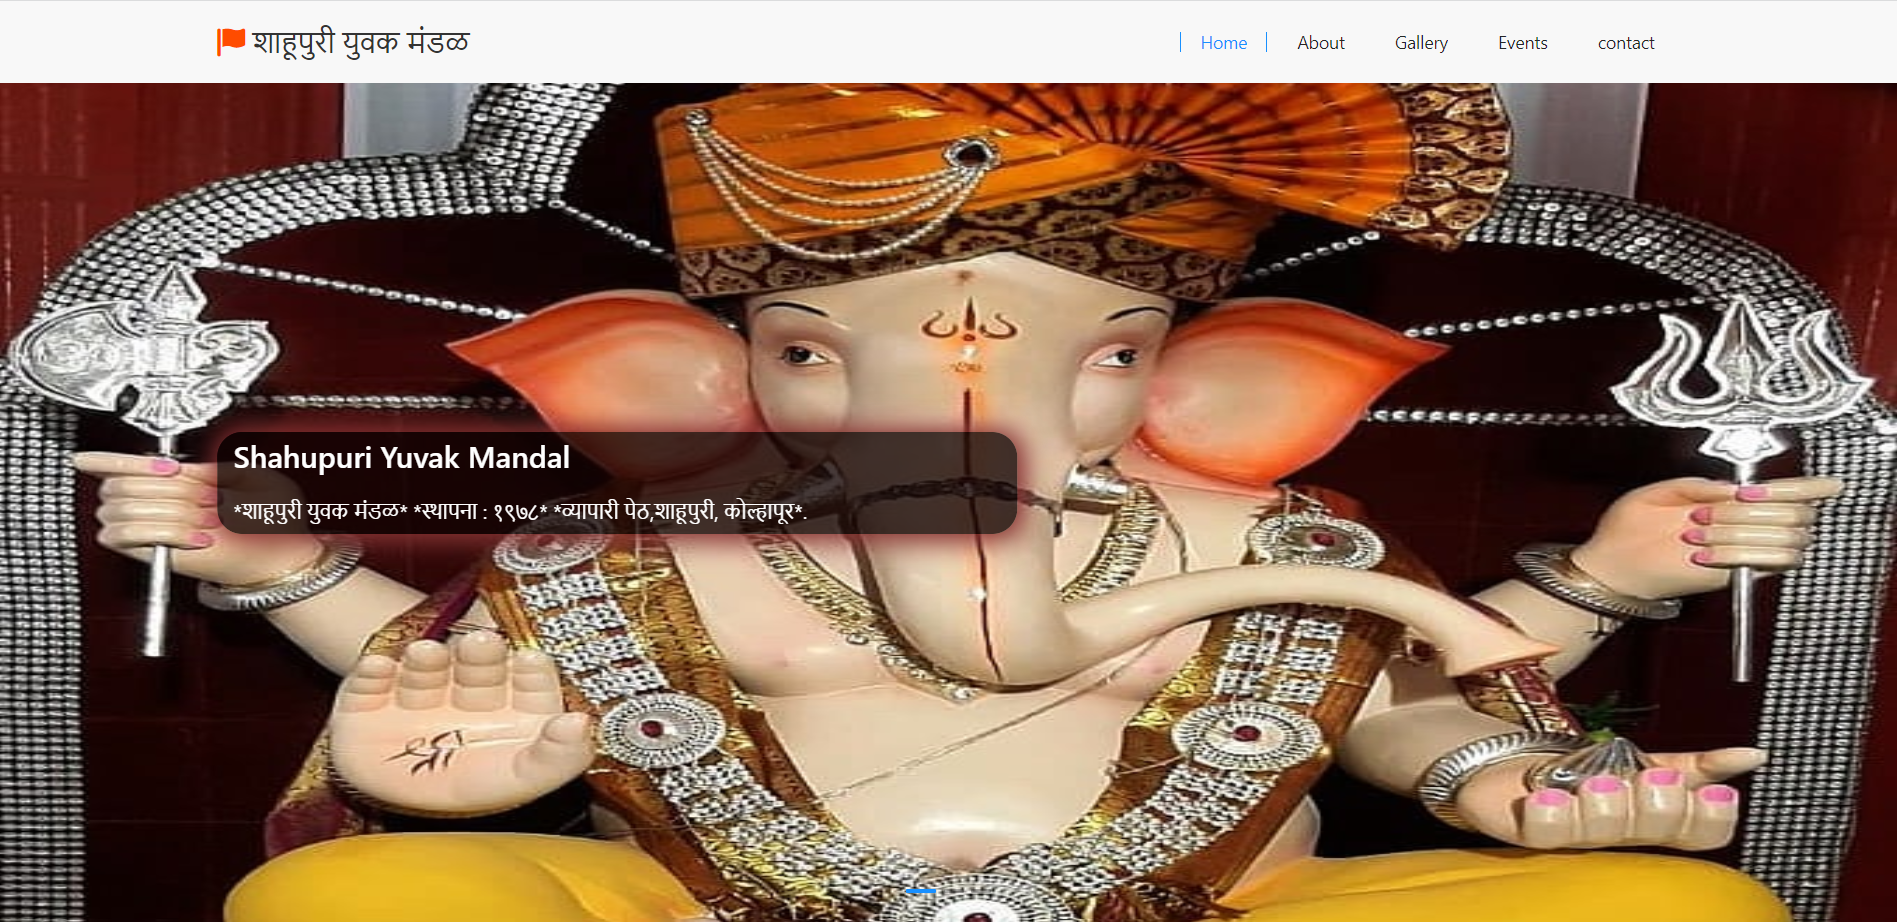 शाहूपुरी युवक मंडळ
Home
About
Gallery
Events
contact
Shahupuri Yuvak Mandal
*शाहूपुरी युवक मंडळ* *स्थापना : १९७८* *व्यापारी पेठ,शाहूपुरी, कोल्हापूर*.
श्री